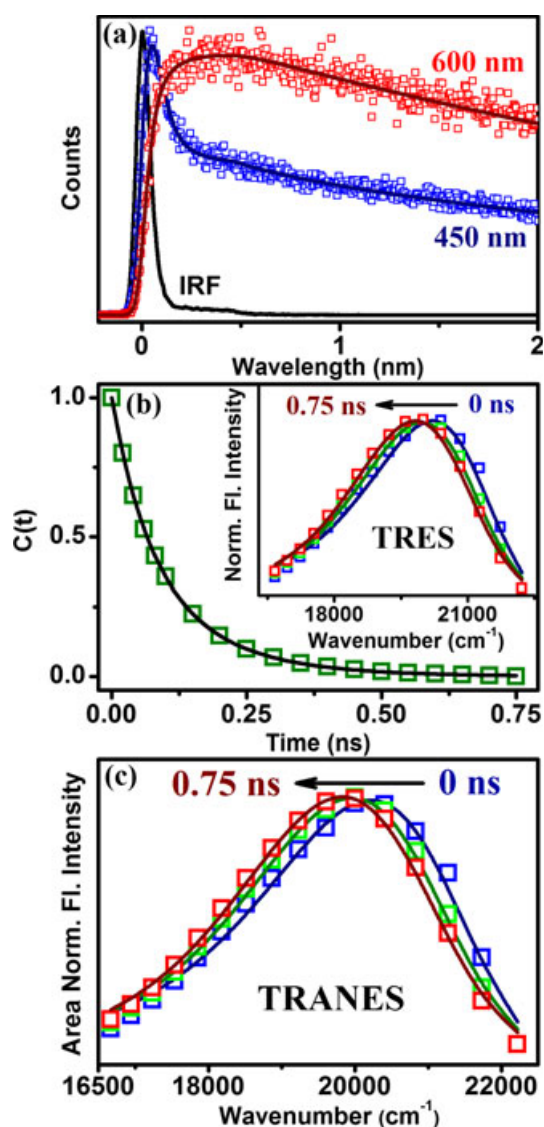 (a)
600 nm
450 nm
IRF
Counts
0 1 2
Wavelength (nm)
(b)
1.0
0.5
0.0
C(t)
0.75 ns 0 ns
TRES
Norm. Fl. Intensity
18000 21000
Wavenumber (cm⁻¹)
0.00 0.25 0.50 0.75
Time (ns)
(c)
0.75 ns 0 ns
TRANES
Area Norm. Fl. Intensity
16500 18000 20000 22000
Wavenumber (cm⁻¹)